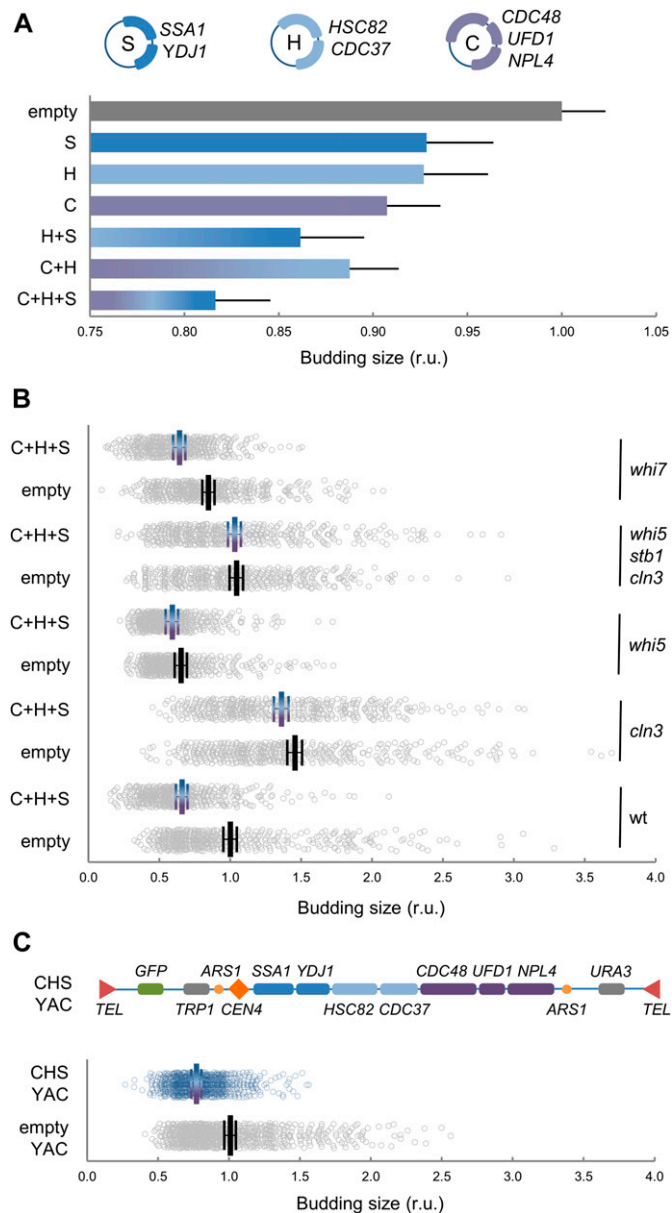 A
S
SSA1
YDJ1
H
HSC82
CDC37
C
CDC48
UFD1
NPL4
empty
S
H
C
H+S
C+H
C+H+S
0.75 0.80 0.85 0.90 0.95 1.00 1.05
Budding size (r.u.)
B
C+H+S
empty
whi7
C+H+S
empty
whi5
stb1
cln3
C+H+S
empty
whi5
C+H+S
empty
cln3
C+H+S
empty
wt
0.0 0.5 1.0 1.5 2.0 2.5 3.0 3.5 4.0
Budding size (r.u.)
C
CHS
YAC
GFP ARS1 SSA1 YDJ1 CDC48 UFD1 NPL4 URA3
TEL TRP1 CEN4 HSC82 CDC37 ARS1 TEL
CHS
YAC
empty
YAC
0.0 0.5 1.0 1.5 2.0 2.5 3.0 3.5 4.0
Budding size (r.u.)